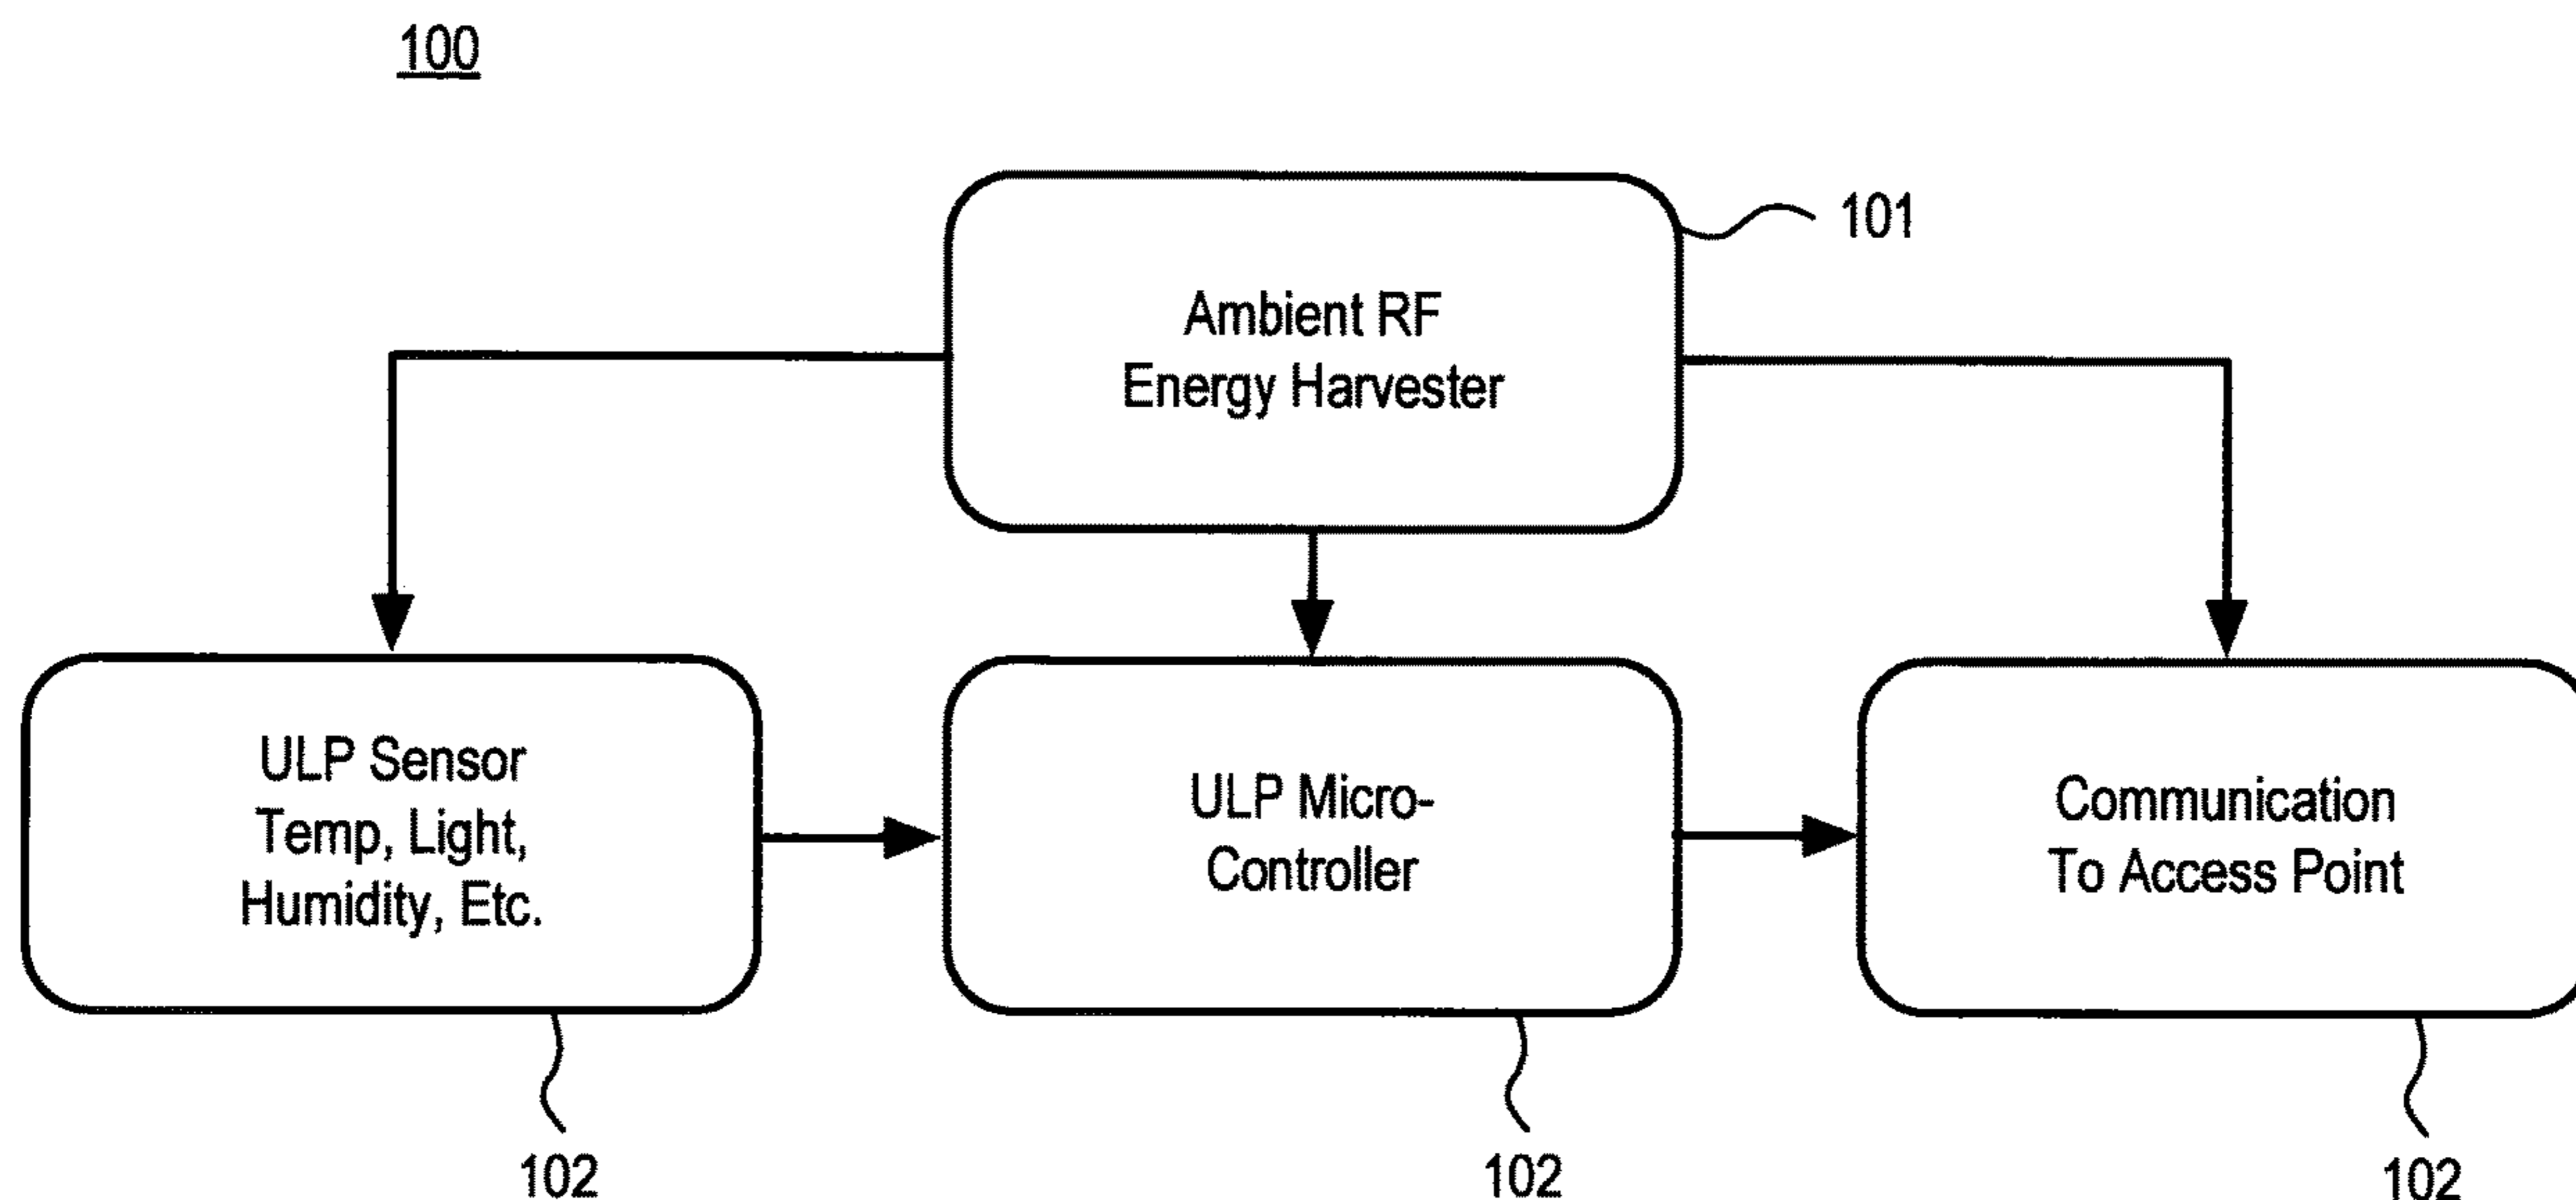 100
101
Ambient RF
Energy Harvester
ULP Sensor
Temp, Light,
Humidity, Etc.
ULP Micro-
Controller
Communication
To Access Point
102
102
102